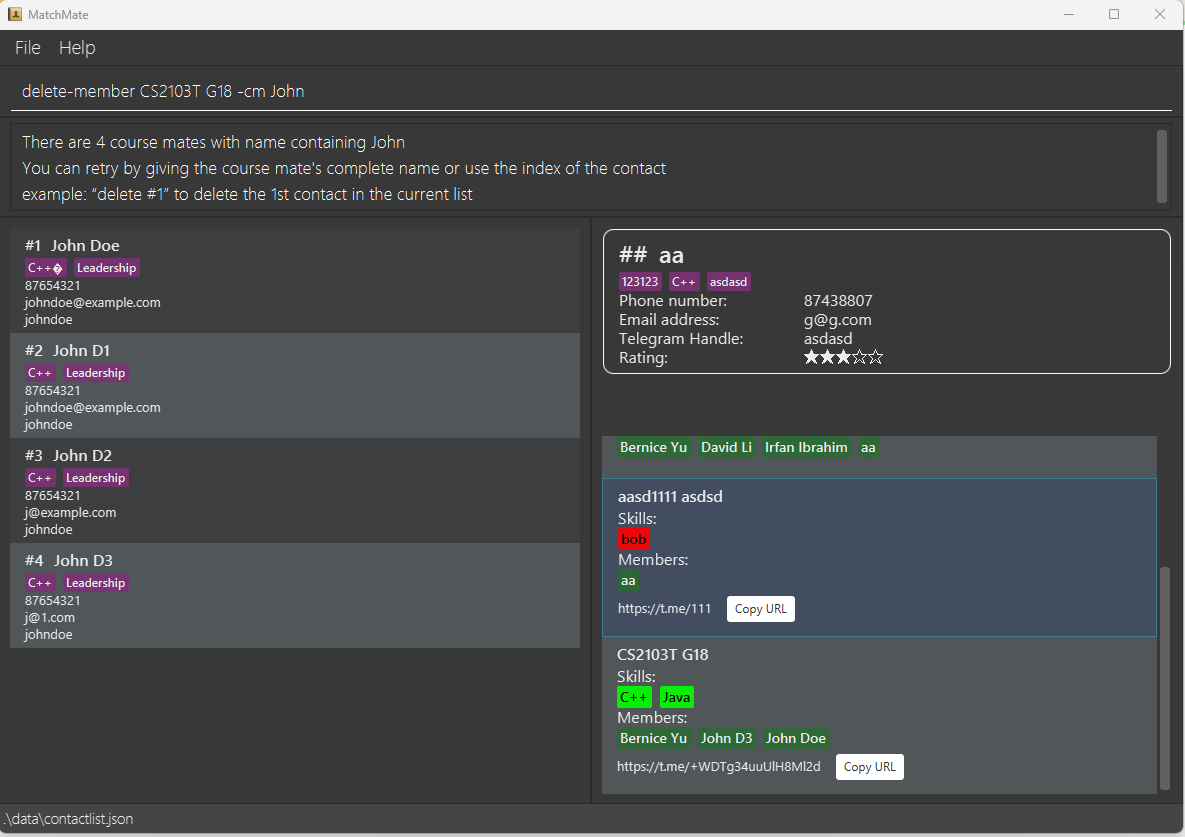 MatchMate
File Help
delete-member CS2103T G18 -cm John
There are 4 course mates with name containing John
You can retry by giving the course mate's complete name or use the index of the contact
example: “delete #1” to delete the 1st contact in the current list
#1 John Doe
C++� Leadership
87654321
johndoe@example.com
johndoe
#2 John D1
C++ Leadership
87654321
johndoe@example.com
johndoe
#3 John D2
C++ Leadership
87654321
j@example.com
johndoe
#4 John D3
C++ Leadership
87654321
j@1.com
johndoe
## aa
123123 C++ asdasd
Phone number: 87438807
Email address: g@g.com
Telegram Handle: asdasd
Rating: ★★★☆☆
Bernice Yu David Li Irfan Ibrahim aa
aasd1111 asdsd
Skills:
bob
Members:
aa
https://t.me/111 Copy URL
CS2103T G18
Skills:
C++ Java
Members:
Bernice Yu John D3 John Doe
https://t.me/+WDTg34uuUlH8Ml2d Copy URL
.\data\contactlist.json